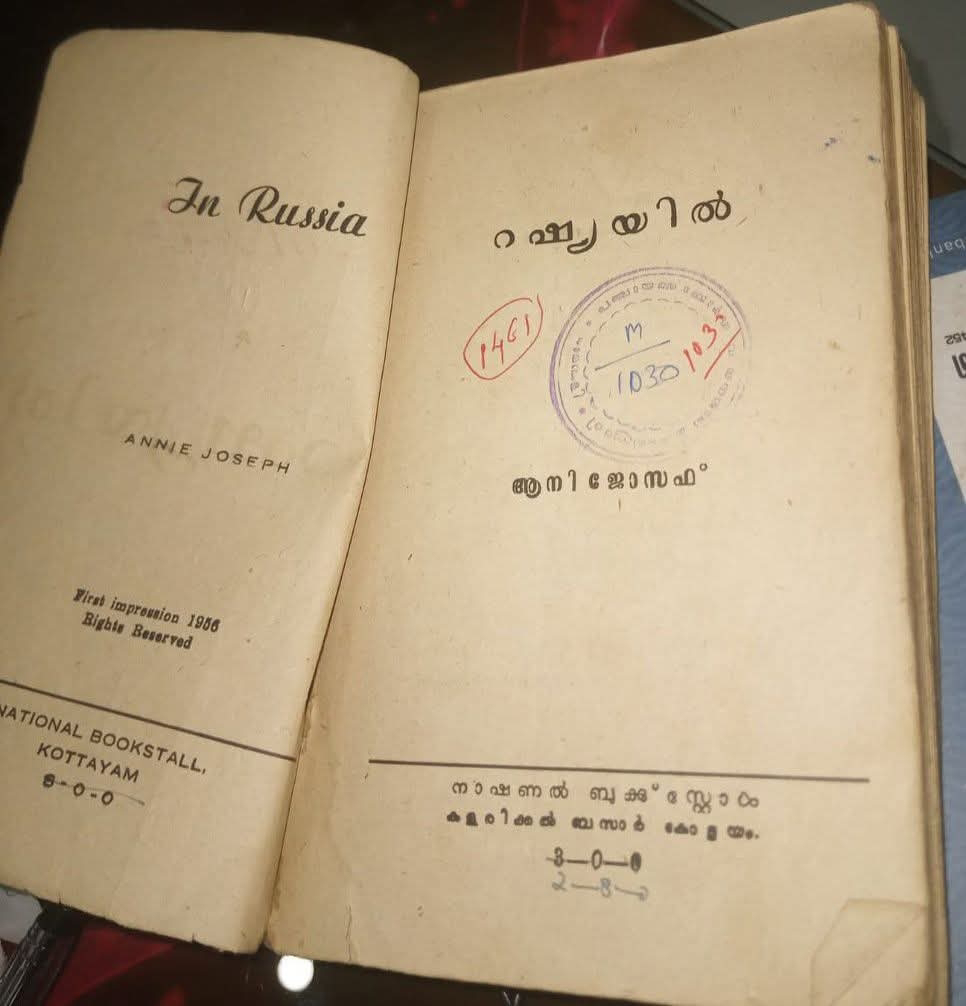 In Russia
ANNIE JOSEPH
First impression 1956
Rights Reserved
NATIONAL BOOKSTALL,
KOTTAYAM
8-0-0
റഷ്യയിൽ
1461
M
1030
103
ആനി ജോസഫ്
നാഷണൽ ബുക്ക് സ്റ്റാൾ
കളരിക്കൽ ബസാർ കോട്ടയം.
3—0—0
2—8—0